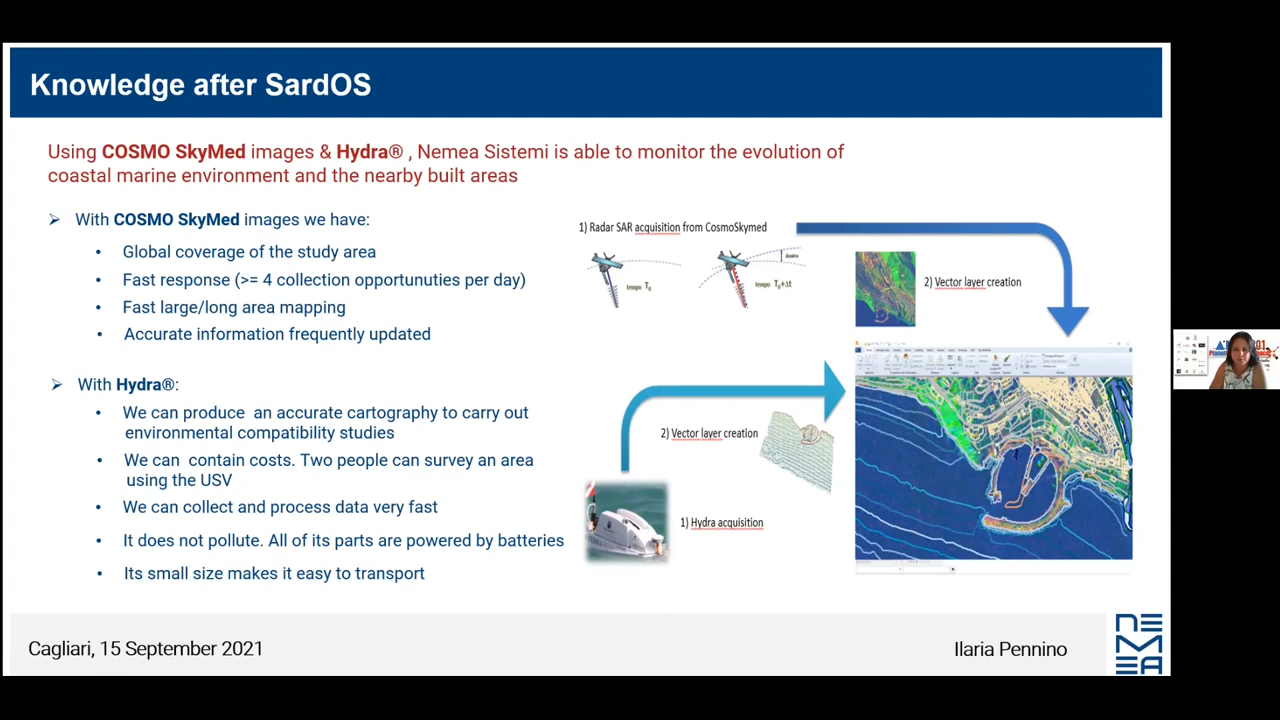 Knowledge after SardOS
Using COSMO SkyMed images & Hydra® , Nemea Sistemi is able to monitor the evolution of
coastal marine environment and the nearby built areas
With COSMO SkyMed images we have:
Global coverage of the study area
Fast response (>= 4 collection opportunuties per day)
Fast large/long area mapping
Accurate information frequently updated
With Hydra®:
We can produce an accurate cartography to carry out
environmental compatibility studies
We can contain costs. Two people can survey an area
using the USV
We can collect and process data very fast
It does not pollute. All of its parts are powered by batteries
Its small size makes it easy to transport
1) Radar SAR acquisition from CosmoSkymed
tempo T0
tempo T0+Δt
2) Vector layer creation
2) Vector layer creation
1) Hydra acquisition
Cagliari, 15 September 2021
Ilaria Pennino
NEMEA